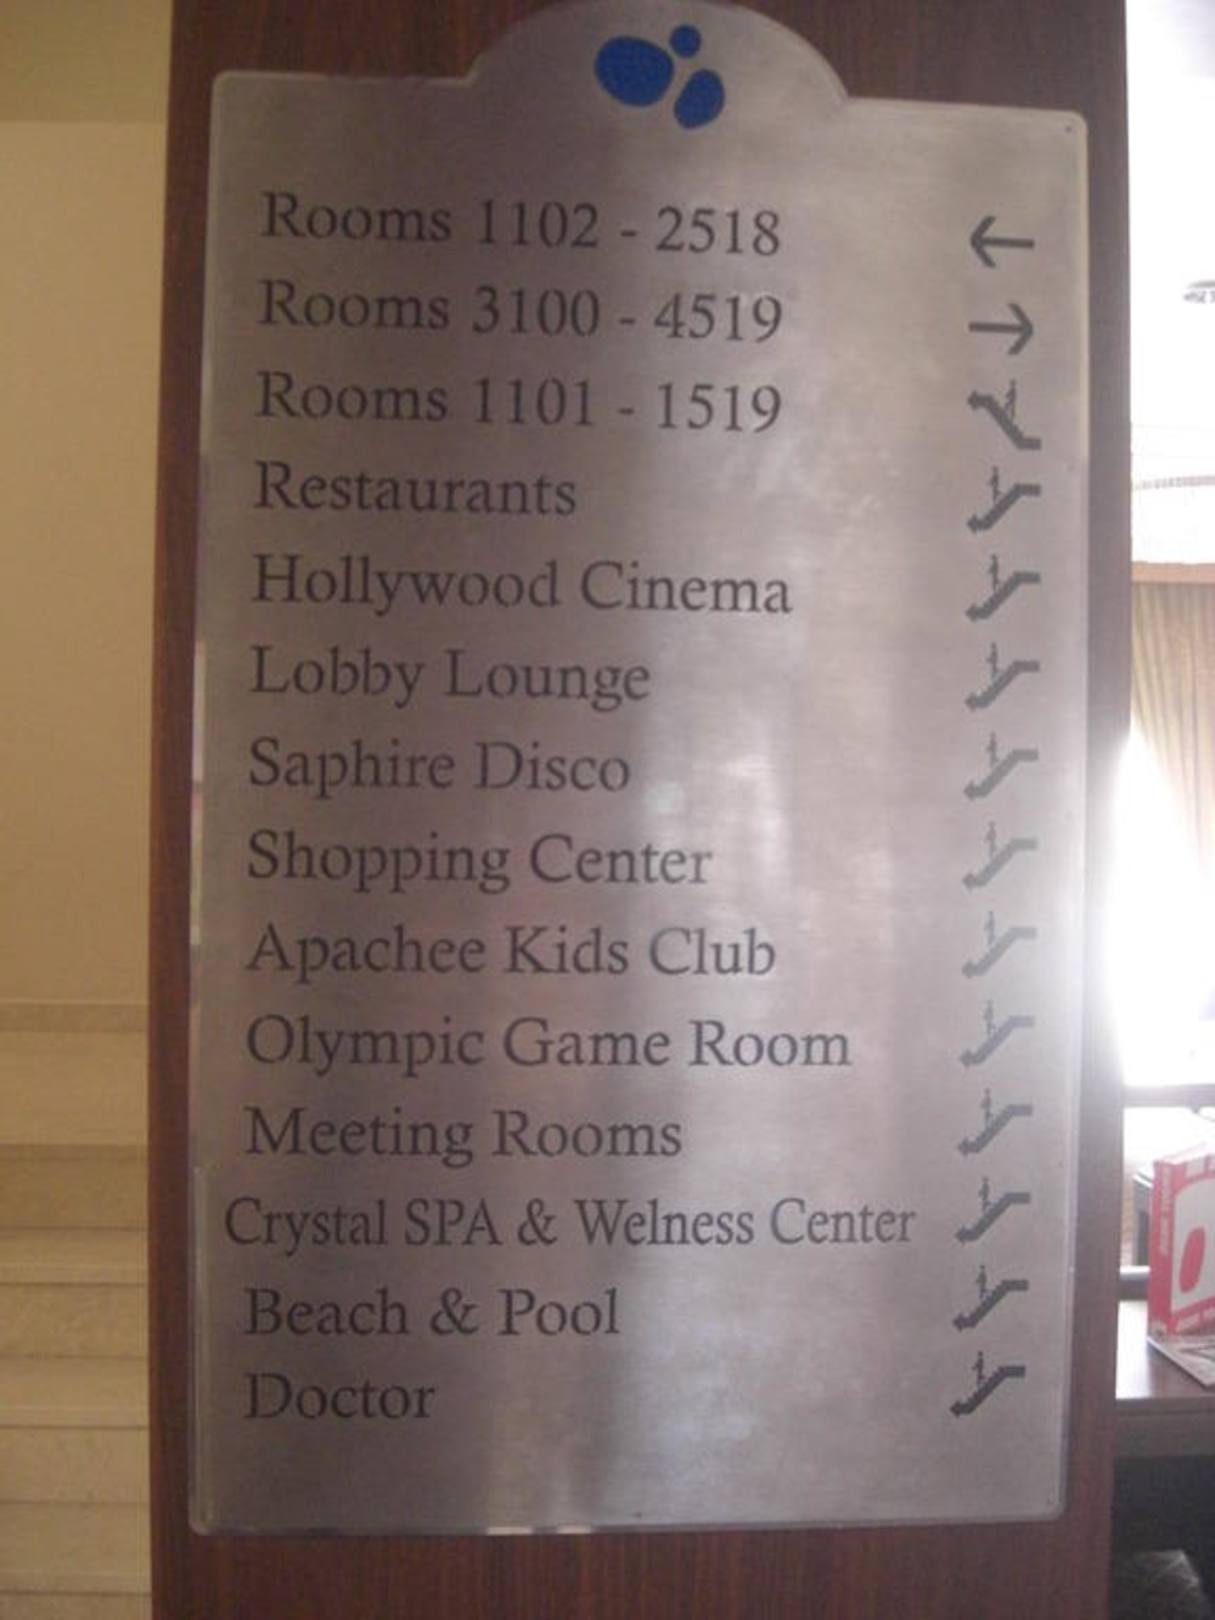 Rooms 1102 - 2518
Rooms 3100 - 4519
Rooms 1101 - 1519
Restaurants
Hollywood Cinema
Lobby Lounge
Saphire Disco
Shopping Center
Apachee Kids Club
Olympic Game Room
Meeting Rooms
Crystal SPA & Welness Center
Beach & Pool
Doctor